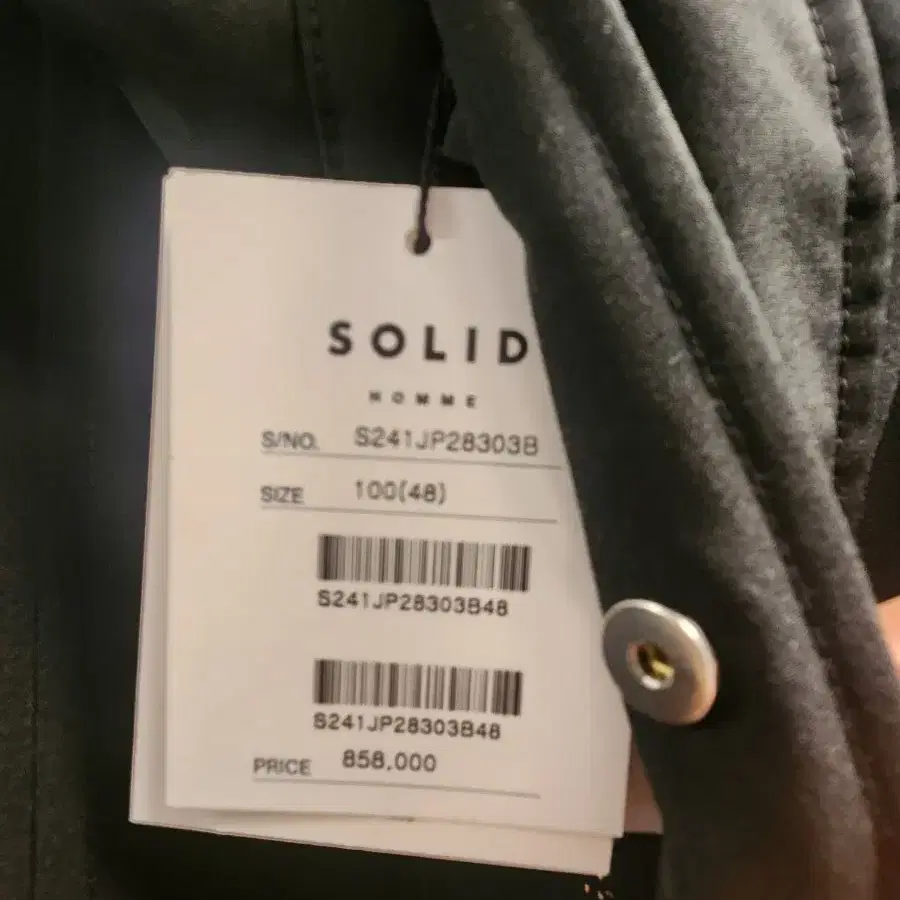 SOLID
HOMME
S/NO. S241JP28303B
SIZE 100(48)
S241JP28303B48
S241JP28303B48
PRICE 858,000